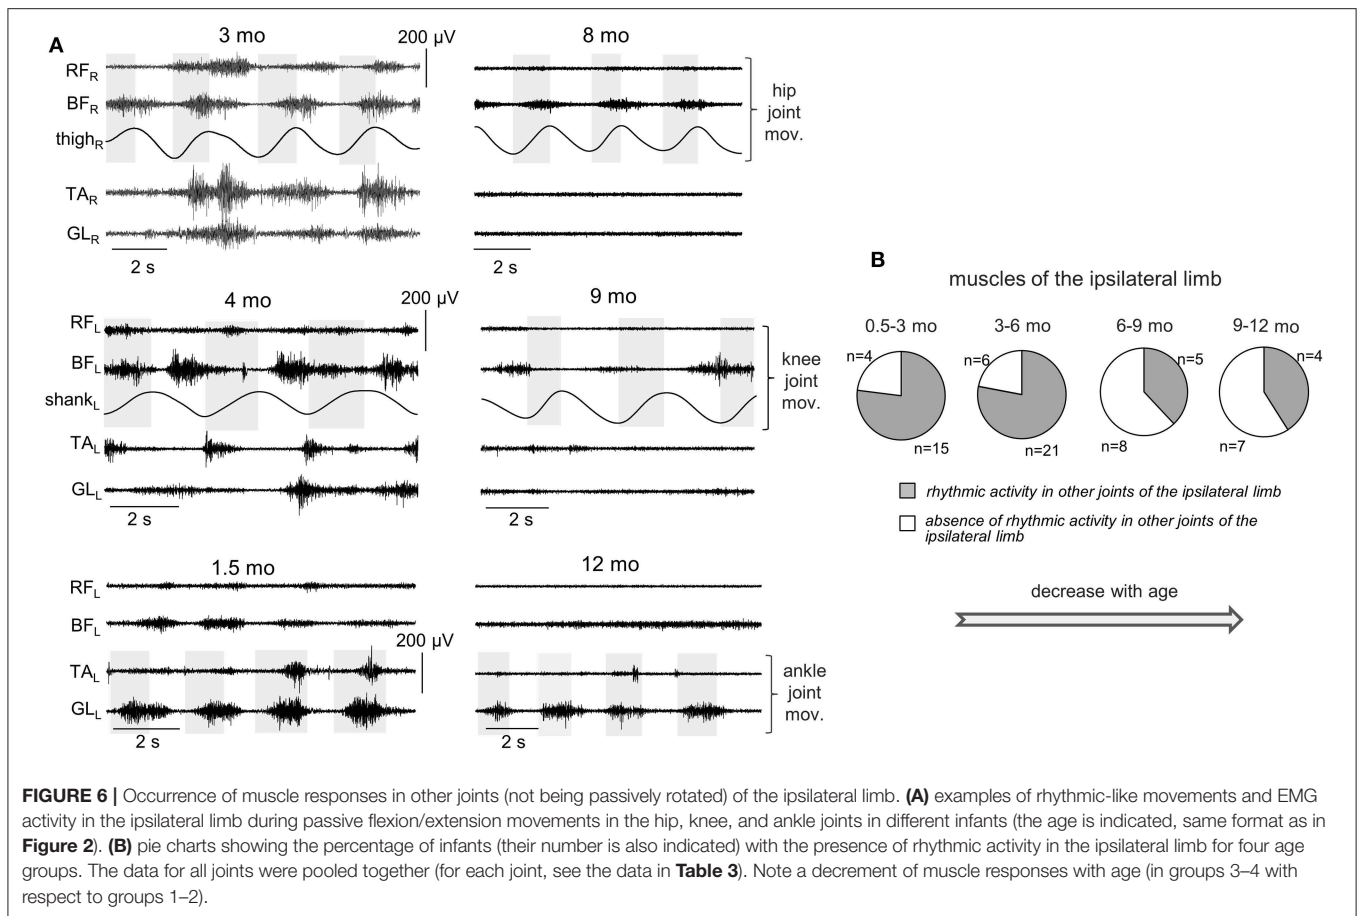 A
3 mo
200 µV
8 mo
RF_R
BF_R
thigh_R
TA_R
GL_R
hip
joint
mov.
2 s
2 s
4 mo
200 µV
9 mo
RF_L
BF_L
shank_L
TA_L
GL_L
knee
joint
mov.
2 s
2 s
1.5 mo
12 mo
RF_L
BF_L
200 µV
TA_L
GL_L
ankle
joint
mov.
2 s
2 s
B
muscles of the ipsilateral limb
0.5-3 mo
3-6 mo
6-9 mo
9-12 mo
n=4
n=6
n=5
n=4
n=15
n=21
n=8
n=7
rhythmic activity in other joints of the ipsilateral limb
absence of rhythmic activity in other joints of the
ipsilateral limb
decrease with age
FIGURE 6 | Occurrence of muscle responses in other joints (not being passively rotated) of the ipsilateral limb. (A) examples of rhythmic-like movements and EMG
activity in the ipsilateral limb during passive flexion/extension movements in the hip, knee, and ankle joints in different infants (the age is indicated, same format as in
Figure 2). (B) pie charts showing the percentage of infants (their number is also indicated) with the presence of rhythmic activity in the ipsilateral limb for four age
groups. The data for all joints were pooled together (for each joint, see the data in Table 3). Note a decrement of muscle responses with age (in groups 3–4 with
respect to groups 1–2).